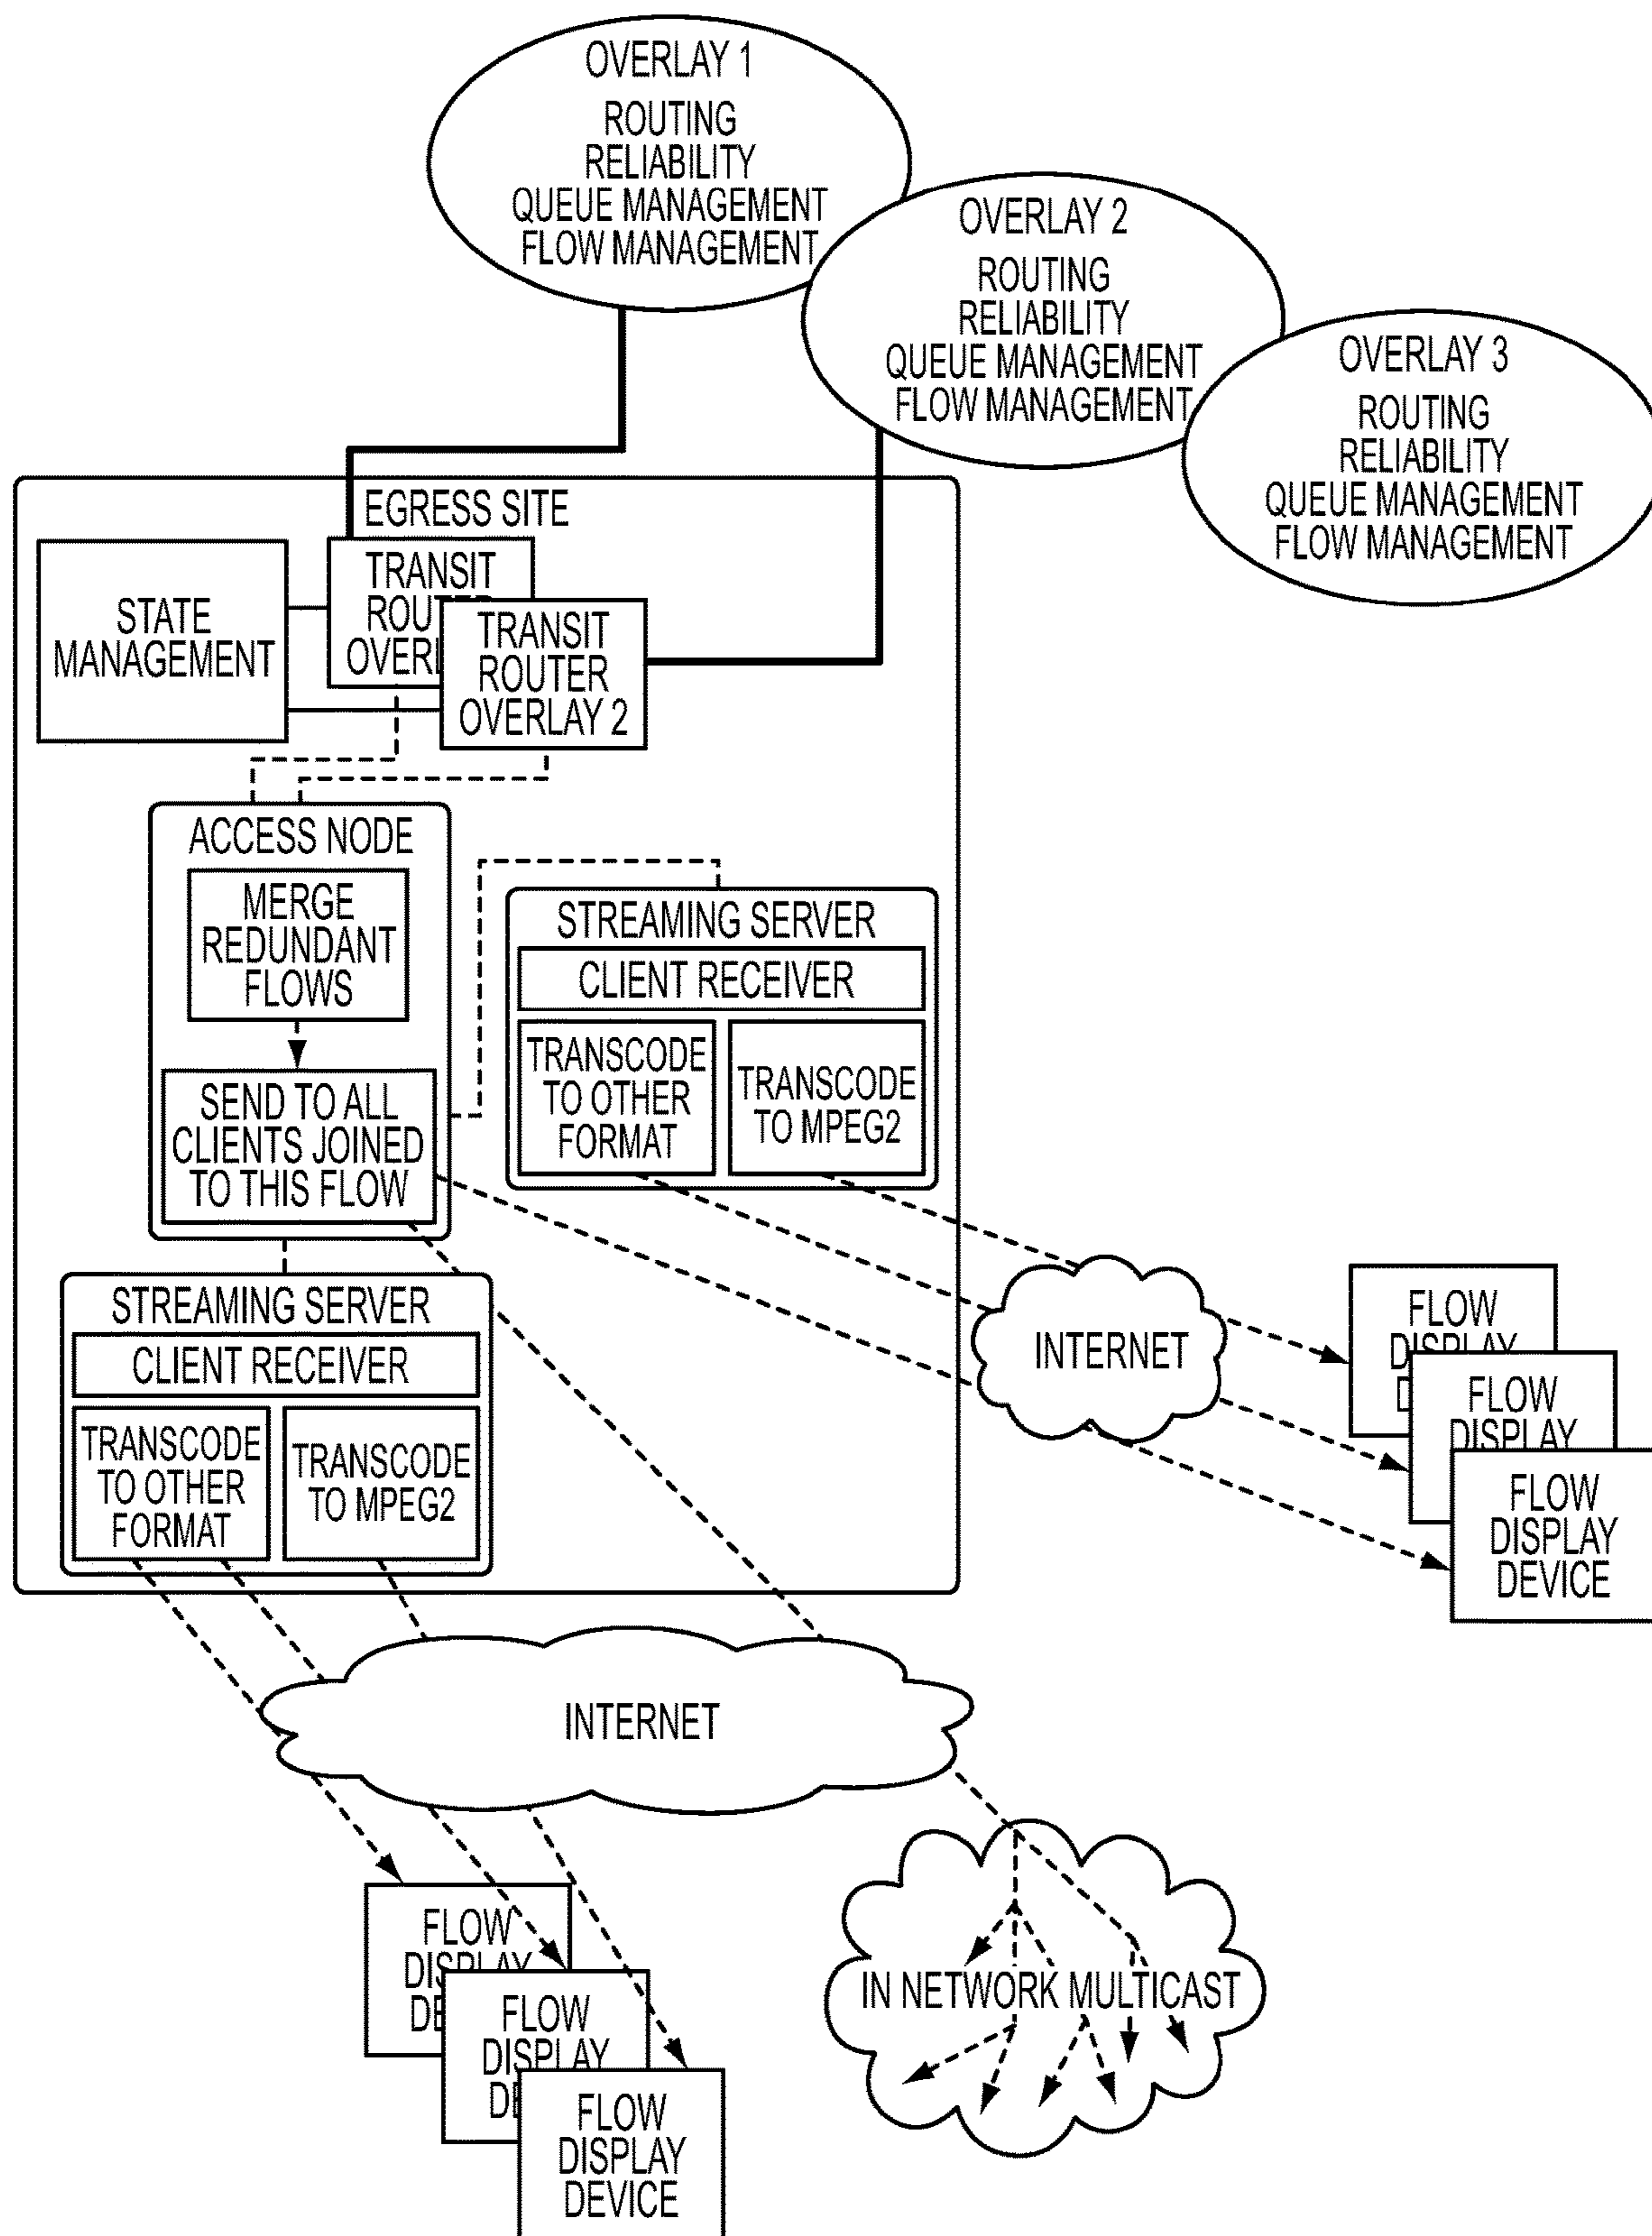 OVERLAY 1
ROUTING
RELIABILITY
QUEUE MANAGEMENT
FLOW MANAGEMENT
OVERLAY 2
ROUTING
RELIABILITY
QUEUE MANAGEMENT
FLOW MANAGEMENT
OVERLAY 3
ROUTING
RELIABILITY
QUEUE MANAGEMENT
FLOW MANAGEMENT
EGRESS SITE
STATE
MANAGEMENT
TRANSIT
TRANSIT
ROUTER
OVERLAY 2
ACCESS NODE
MERGE
REDUNDANT
FLOWS
SEND TO ALL
CLIENTS JOINED
TO THIS FLOW
STREAMING SERVER
CLIENT RECEIVER
TRANSCODE
TO OTHER
FORMAT
TRANSCODE
TO MPEG2
STREAMING SERVER
CLIENT RECEIVER
TRANSCODE
TO OTHER
FORMAT
TRANSCODE
TO MPEG2
INTERNET
FLOW
DISPLAY
FLOW
DISPLAY
FLOW
DISPLAY
DEVICE
INTERNET
FLOW
DISPLAY
FLOW
DISPLAY
FLOW
DISPLAY
DEVICE
IN NETWORK MULTICAST